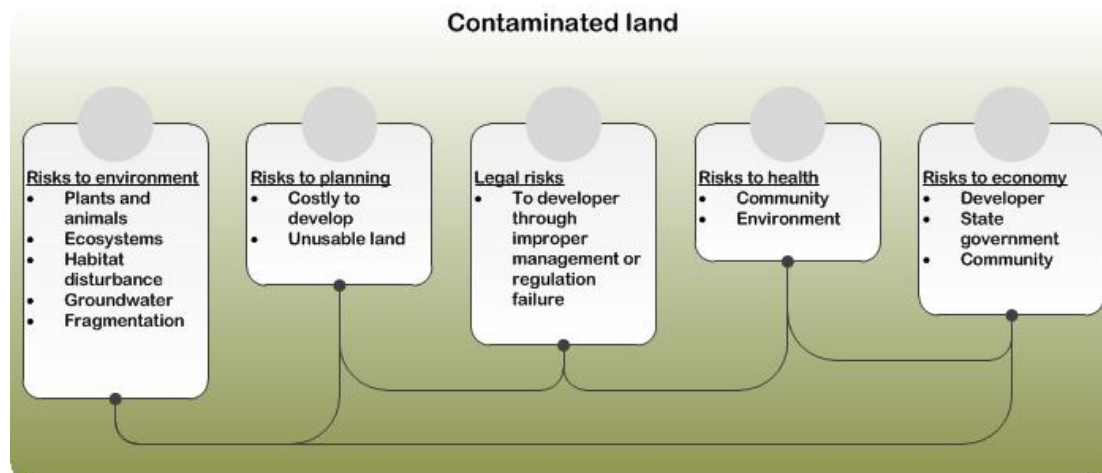 Contaminated land
Risks to environment
• Plants and
animals
• Ecosystems
• Habitat
disturbance
• Groundwater
• Fragmentation
Risks to planning
• Costly to
develop
• Unusable land
Legal risks
• To developer
through
improper
management or
regulation
failure
Risks to health
• Community
• Environment
Risks to economy
• Developer
• State
government
• Community